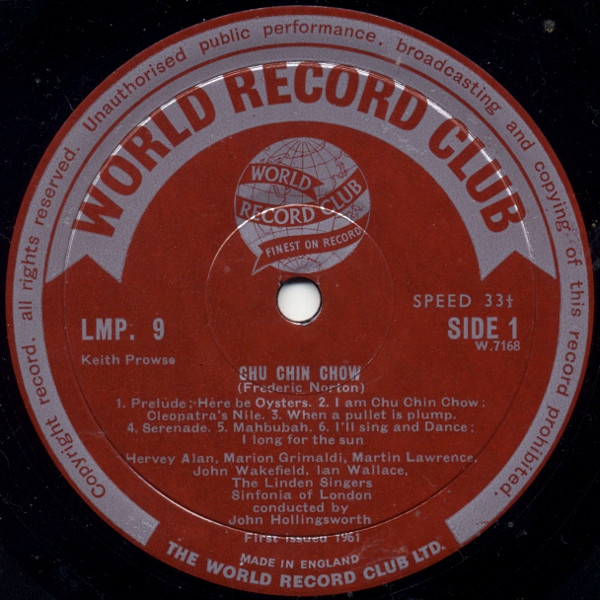 Copyright record. all rights reserved. Unauthorised public performance. broadcasting and copying of this record prohibited.
WORLD RECORD CLUB
WORLD
RECORD CLUB
FINEST ON RECORD
SPEED 33⅓
LMP. 9
SIDE 1
W.7168
Keith Prowse
CHU CHIN CHOW
(Frederic Norton)
1. Prelude; Here be Oysters. 2. I am Chu Chin Chow;
Cleopatra's Nile. 3. When a pullet is plump.
4. Serenade. 5. Mahbubah. 6. I'll sing and Dance;
I long for the sun
Hervey Alan, Marion Grimaldi, Martin Lawrence,
John Wakefield, Ian Wallace,
The Linden Singers
Sinfonia of London
conducted by
John Hollingsworth
First issued 1961
MADE IN ENGLAND
THE WORLD RECORD CLUB LTD.